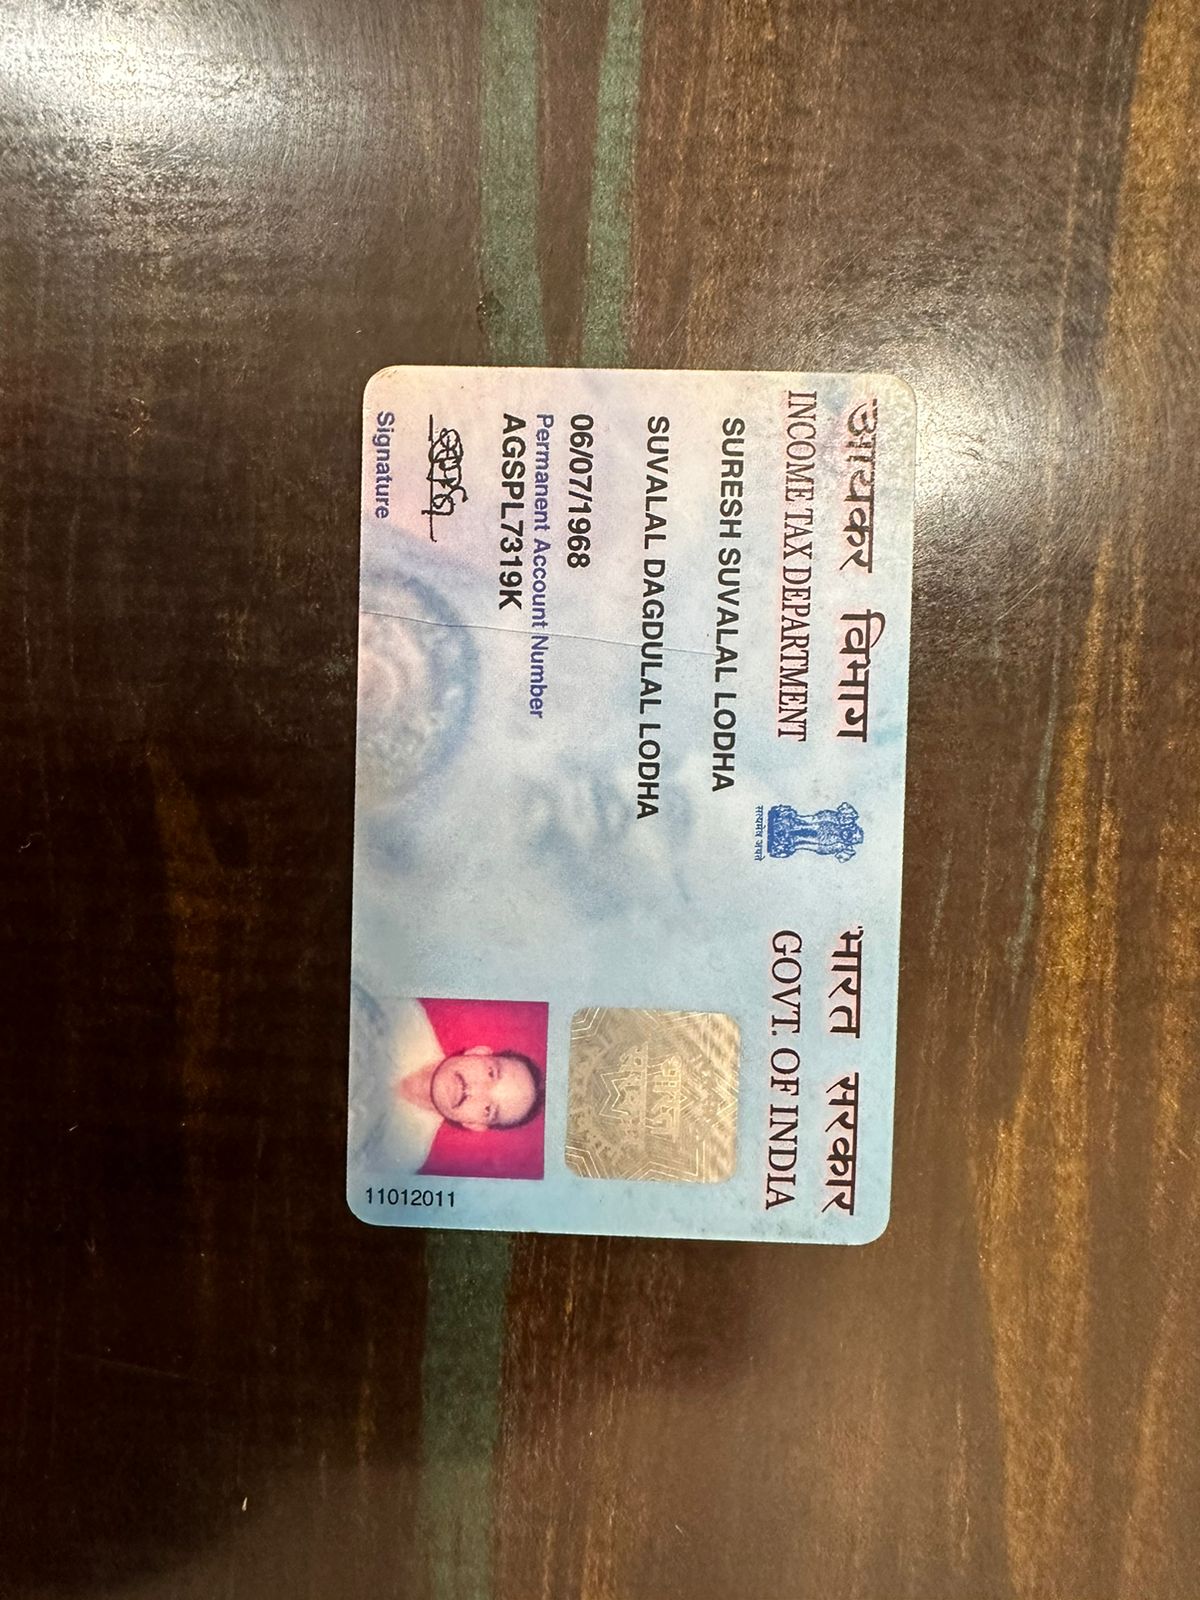 आयकर विभाग
INCOME TAX DEPARTMENT
सत्यमेव जयते
भारत सरकार
GOVT. OF INDIA
SURESH SUVALAL LODHA
SUVALAL DAGDULAL LODHA
06/07/1968
Permanent Account Number
AGSPL7319K
Signature
11012011